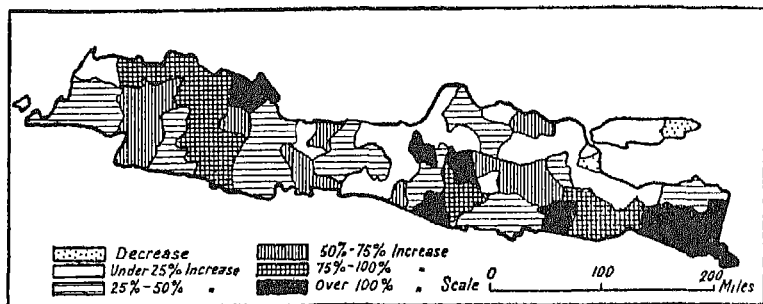 Decrease
Under 25% Increase
25%-50% "
50%-75% Increase
75%-100% "
Over 100% "
Scale 0 100 200
Miles